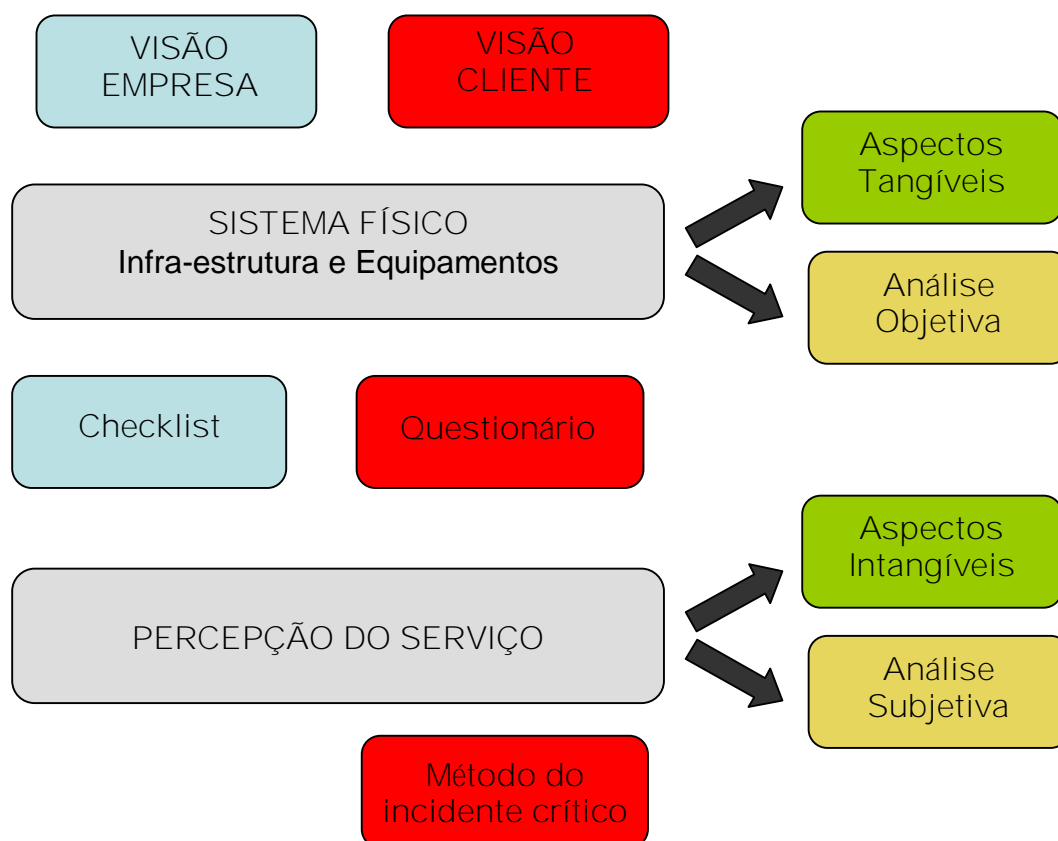 VISÃO
EMPRESA
VISÃO
CLIENTE
Aspectos
Tangíveis
SISTEMA FÍSICO
Infra-estrutura e Equipamentos
Análise
Objetiva
Checklist
Questionário
Aspectos
Intangíveis
PERCEPÇÃO DO SERVIÇO
Análise
Subjetiva
Método do
incidente crítico